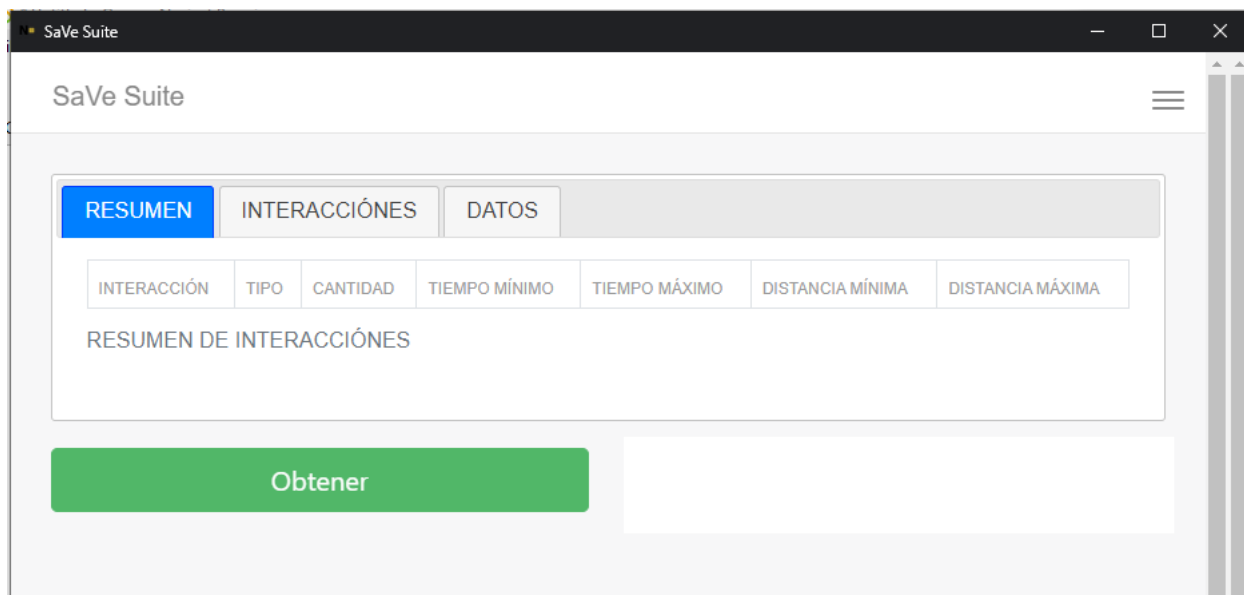 SaVe Suite
SaVe Suite
RESUMEN INTERACCIÓNES DATOS
INTERACCIÓN TIPO CANTIDAD TIEMPO MÍNIMO TIEMPO MÁXIMO DISTANCIA MÍNIMA DISTANCIA MÁXIMA
RESUMEN DE INTERACCIÓNES
Obtener